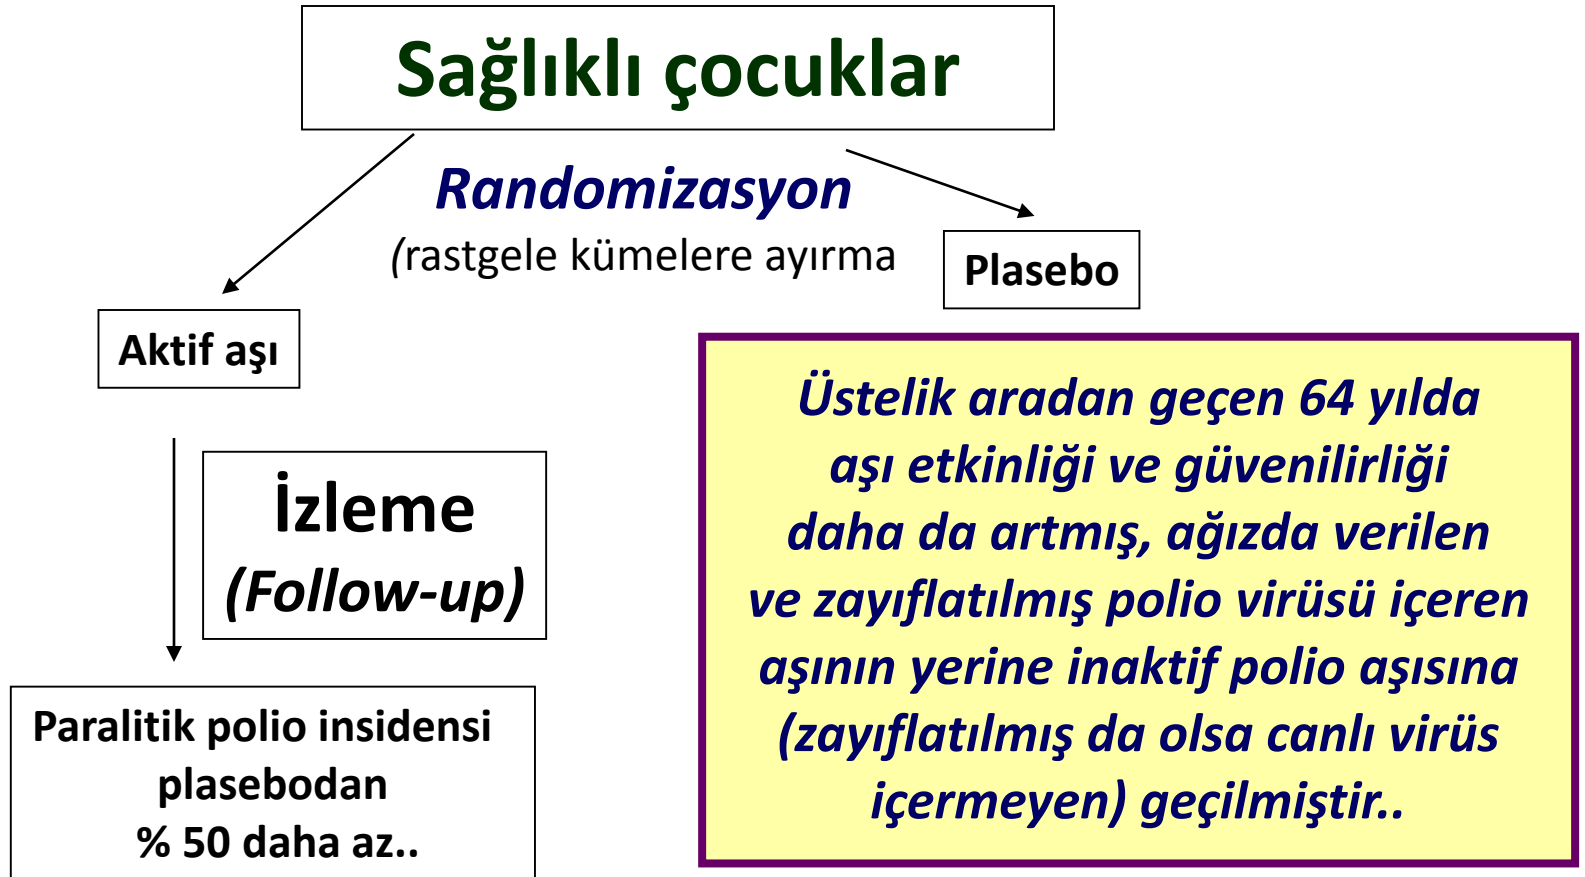 Sağlıklı çocuklar
Randomizasyon
(rastgele kümelere ayırma
Plasebo
Aktif aşı
İzleme
(Follow-up)
Paralitik polio insidensi
plasebodan
% 50 daha az..
Üstelik aradan geçen 64 yılda
aşı etkinliği ve güvenilirliği
daha da artmış, ağızda verilen
ve zayıflatılmış polio virüsü içeren
aşının yerine inaktif polio aşısına
(zayıflatılmış da olsa canlı virüs
içermeyen) geçilmiştir..